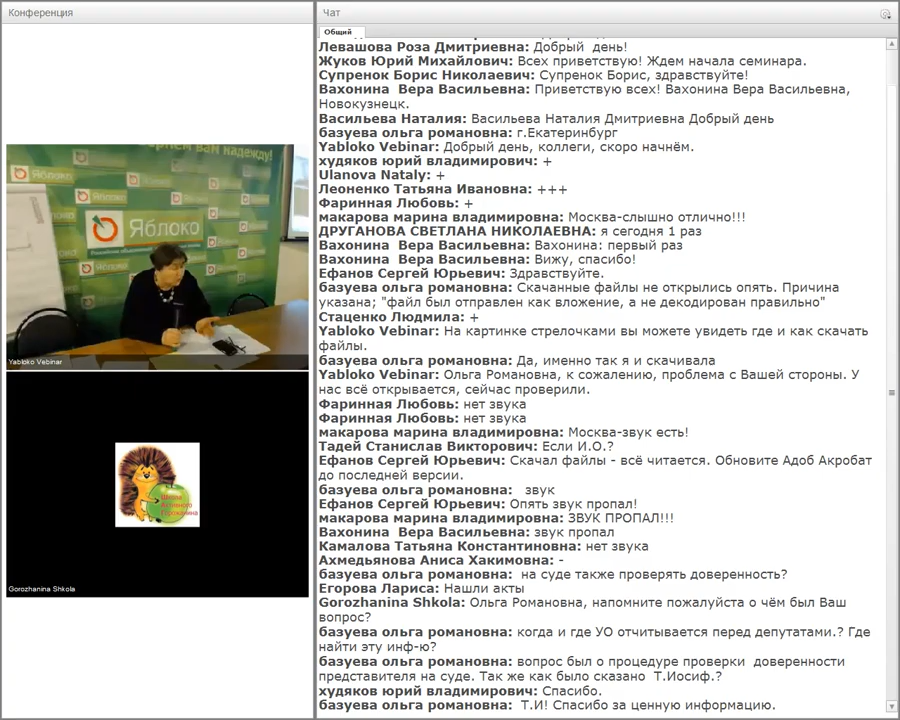 Конференция
Чат
Общий
Левашова Роза Дмитриевна: Добрый день!
Жуков Юрий Михайлович: Всех приветствую! Ждем начала семинара.
Супренок Борис Николаевич: Супренок Борис, здравствуйте!
Вахонина Вера Васильевна: Приветствую всех! Вахонина Вера Васильевна,
Новокузнецк.
Васильева Наталия: Васильева Наталия Дмитриевна Добрый день
базуева ольга романовна: г.Екатеринбург
Yabloko Vebinar: Добрый день, коллеги, скоро начнём.
худяков юрий владимирович: +
Ulanova Nataly: +
Леоненко Татьяна Ивановна: +++
Фаринная Любовь: +
макарова марина владимировна: Москва-слышно отлично!!!
ДРУГАНОВА СВЕТЛАНА НИКОЛАЕВНА: я сегодня 1 раз
Вахонина Вера Васильевна: Вахонина: первый раз
Вахонина Вера Васильевна: Вижу, спасибо!
Ефанов Сергей Юрьевич: Здравствуйте.
базуева ольга романовна: Скачанные файлы не открылись опять. Причина
указана; "файл был отправлен как вложение, а не декодирован правильно"
Стаценко Людмила: +
Yabloko Vebinar: На картинке стрелочками вы можете увидеть где и как скачать
файлы.
базуева ольга романовна: Да, именно так я и скачивала
Yabloko Vebinar: Ольга Романовна, к сожалению, проблема с Вашей стороны. У
нас всё открывается, сейчас проверили.
Фаринная Любовь: нет звука
Фаринная Любовь: нет звука
макарова марина владимировна: Москва-звук есть!
Тадей Станислав Викторович: Если И.О.?
Ефанов Сергей Юрьевич: Скачал файлы - всё читается. Обновите Адоб Акробат
до последней версии.
базуева ольга романовна: звук
Ефанов Сергей Юрьевич: Опять звук пропал!
макарова марина владимировна: ЗВУК ПРОПАЛ!!!
Вахонина Вера Васильевна: звук пропал
Камалова Татьяна Константиновна: нет звука
Ахмедьянова Аниса Хакимовна: -
базуева ольга романовна: на суде также проверять доверенность?
Егорова Лариса: Нашли акты
Gorozhanina Shkola: Ольга Романовна, напомните пожалуйста о чём был Ваш
вопрос?
базуева ольга романовна: когда и где УО отчитывается перед депутатами.? Где
найти эту инф-ю?
базуева ольга романовна: вопрос был о процедуре проверки доверенности
представителя на суде. Так же как было сказано Т.Иосиф.?
худяков юрий владимирович: Спасибо.
базуева ольга романовна: Т.И! Спасибо за ценную информацию.
вам надежду!
Яблоко
Yabloko Vebinar
Школа
Активного
Горожанина
Gorozhanina Shkola